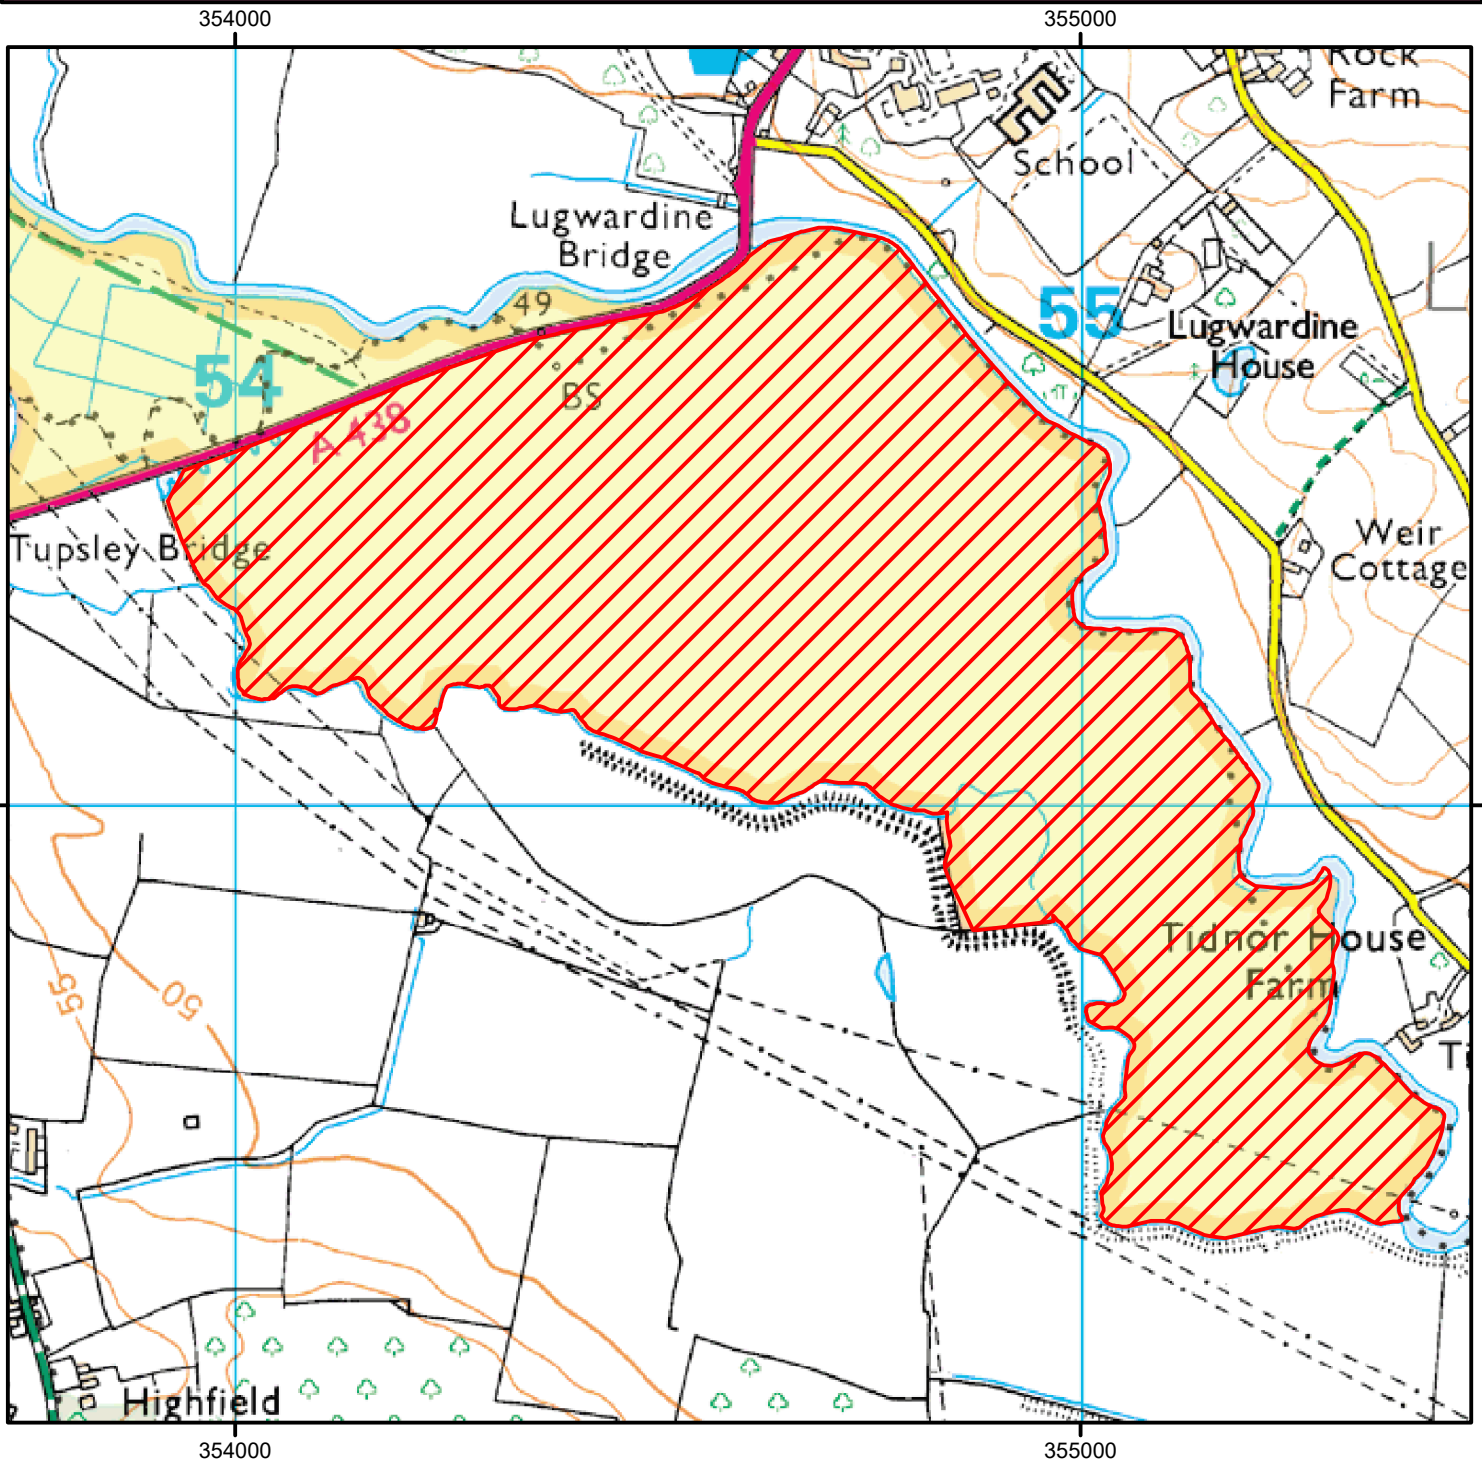 354000
355000
Rock
Farm
School
Lugwardine
Bridge
49
55
Lugwardine
House
L
54
BS
A 438
Weir
Cottage
Tupsley Bridge
Tidnor House
Farm
55
50
Highfield
354000
355000